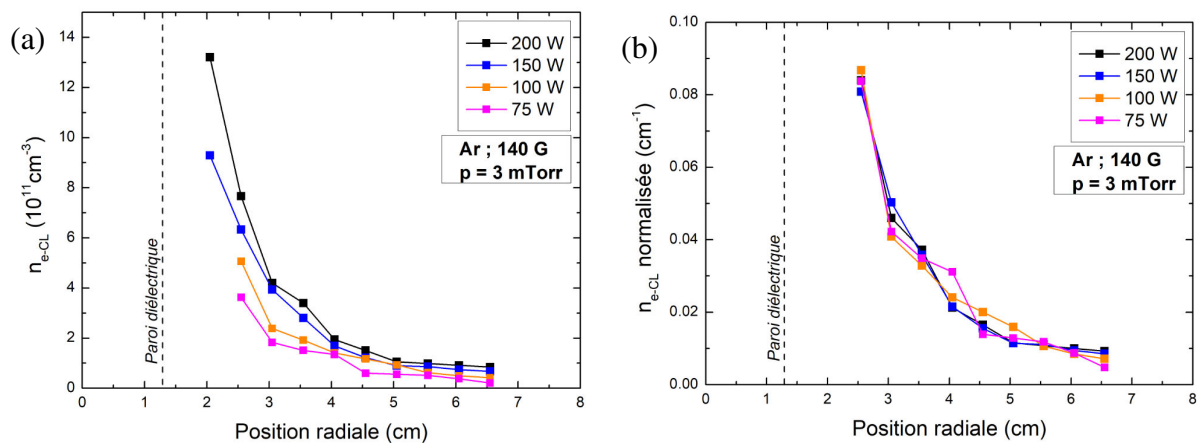 (a)
14
12
10
8
6
4
2
0
0 1 2 3 4 5 6 7 8
n_e-CL (10^11 cm^-3)
Position radiale (cm)
Paroi diélectrique
200 W
150 W
100 W
75 W
Ar ; 140 G
p = 3 mTorr
(b)
0.10
0.08
0.06
0.04
0.02
0.00
0 1 2 3 4 5 6 7 8
n_e-CL normalisée (cm^-1)
Position radiale (cm)
Paroi diélectrique
200 W
150 W
100 W
75 W
Ar ; 140 G
p = 3 mTorr